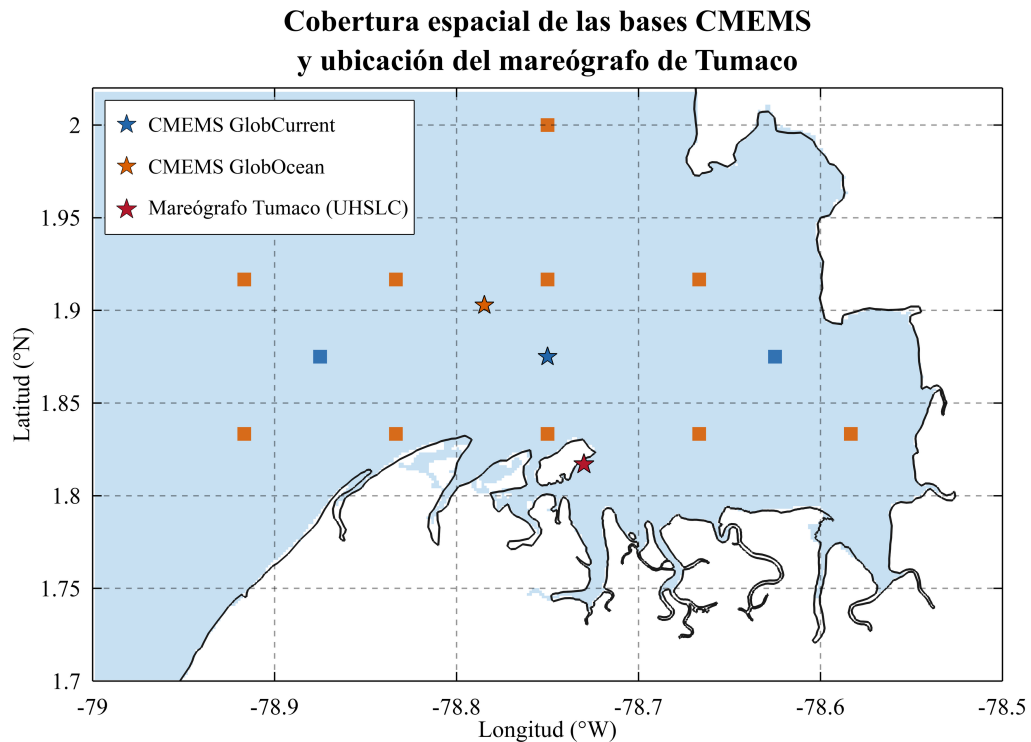 Cobertura espacial de las bases CMEMS
y ubicación del mareógrafo de Tumaco
CMEMS GlobCurrent
CMEMS GlobOcean
Mareógrafo Tumaco (UHSLC)
2
1.95
1.9
1.85
1.8
1.75
1.7
Latitud (°N)
-79
-78.9
-78.8
-78.7
-78.6
-78.5
Longitud (°W)